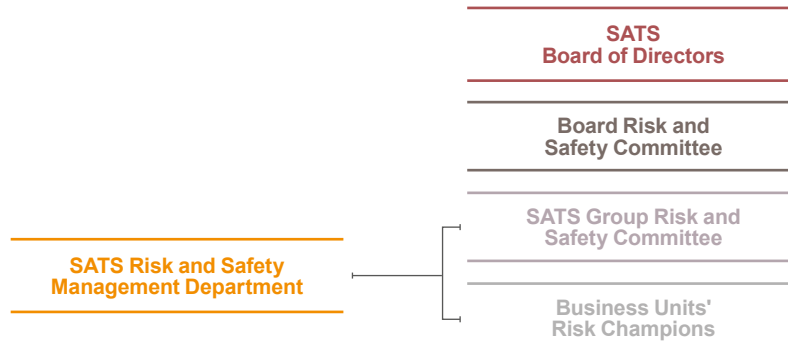 SATS
Board of Directors
Board Risk and
Safety Committee
SATS Group Risk and
Safety Committee
SATS Risk and Safety
Management Department
Business Units'
Risk Champions